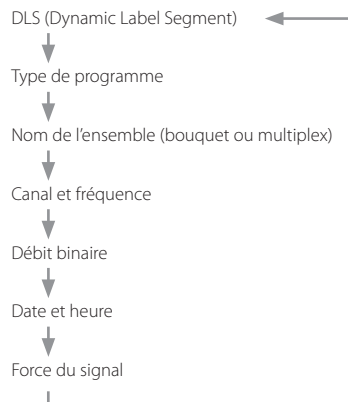 DLS (Dynamic Label Segment)
Type de programme
Nom de l’ensemble (bouquet ou multiplex)
Canal et fréquence
Débit binaire
Date et heure
Force du signal